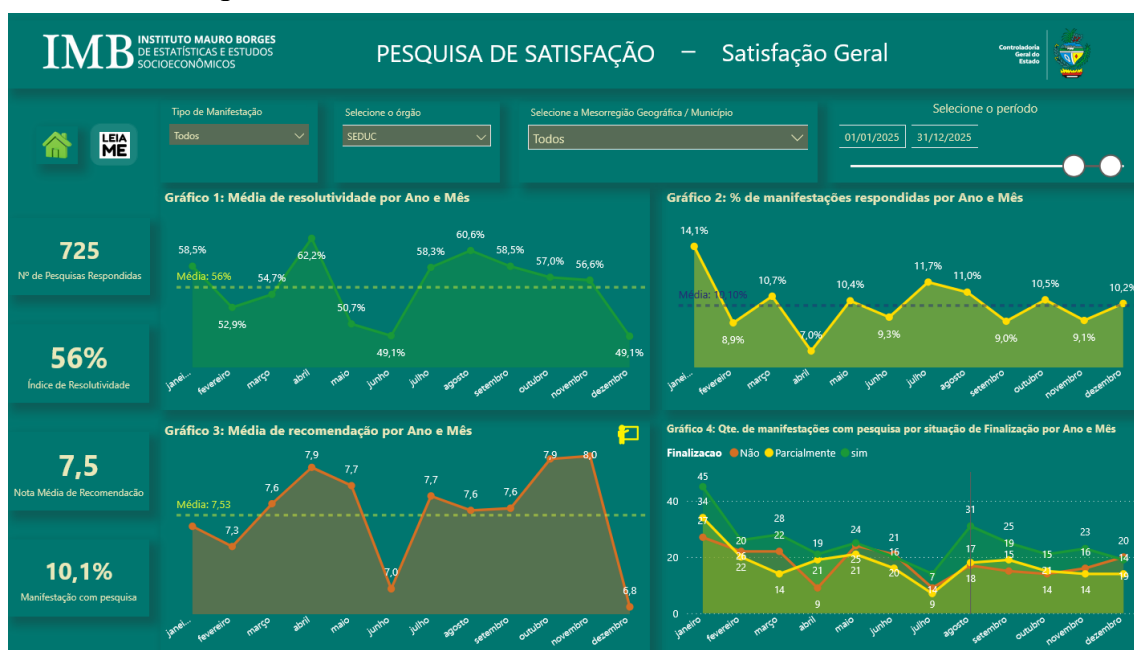 IMB INSTITUTO MAURO BORGES
DE ESTATÍSTICAS E ESTUDOS
SOCIOECONÔMICOS
PESQUISA DE SATISFAÇÃO – Satisfação Geral
Controladoria
Geral do
Estado
LEIA
ME
Tipo de Manifestação
Todos
Selecione o órgão
SEDUC
Selecione a Mesorregião Geográfica / Município
Todos
Selecione o período
01/01/2025 31/12/2025
725
Nº de Pesquisas Respondidas
56%
Índice de Resolutividade
7,5
Nota Média de Recomendacão
10,1%
Manifestação com pesquisa
Gráfico 1: Média de resolutividade por Ano e Mês
58,5% 52,9% 54,7% 62,2% 50,7% 49,1% 58,3% 60,6% 58,5% 57,0% 56,6% 49,1%
Média: 56%
janei... fevereiro março abril maio junho julho agosto setembro outubro novembro dezembro
Gráfico 2: % de manifestações respondidas por Ano e Mês
14,1% 8,9% 10,7% 7,0% 10,4% 9,3% 11,7% 11,0% 9,0% 10,5% 9,1% 10,2%
Média: 10,10%
janei... fevereiro março abril maio junho julho agosto setembro outubro novembro dezembro
Gráfico 3: Média de recomendação por Ano e Mês
7,3 7,6 7,9 7,7 7,0 7,7 7,6 7,6 7,9 8,0 6,8
Média: 7,53
janei... fevereiro março abril maio junho julho agosto setembro outubro novembro dezembro
Gráfico 4: Qte. de manifestações com pesquisa por situação de Finalização por Ano e Mês
Finalizacao Não Parcialmente sim
40
20
0
45 20 28 19 24 21 7 31 25 15 23 20
34 26 22 21 25 16 14 17 19 21 16 14
27 22 14 9 21 20 9 18 15 14 14 19
janeiro fevereiro março abril maio junho julho agosto setembro outubro novembro dezembro